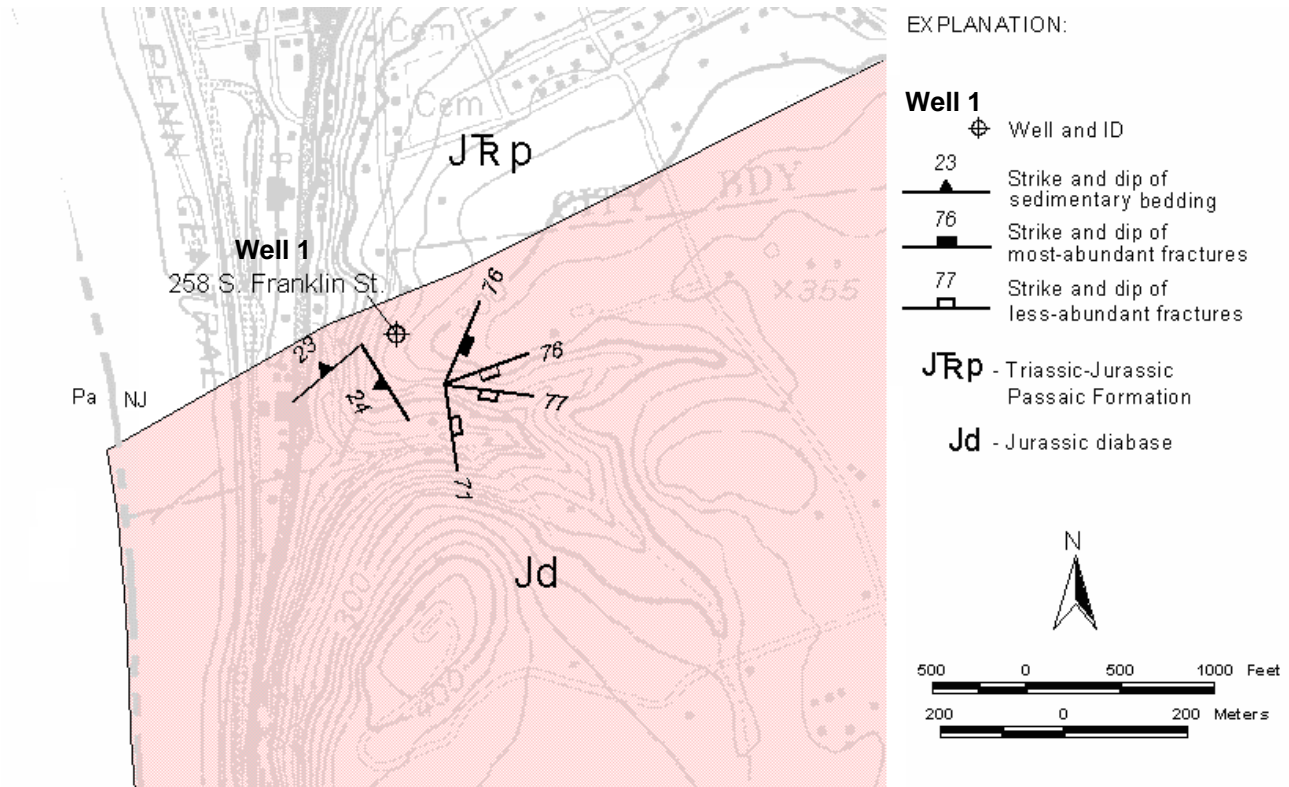 Cem
PENN
CENTRAL
Cem
JTRp
CITY BDY
Well 1
258 S. Franklin St.
×355
76
23
76
24
77
71
Pa
NJ
Jd
300
400
EXPLANATION:
Well 1
Well and ID
23
Strike and dip of
sedimentary bedding
76
Strike and dip of
most-abundant fractures
77
Strike and dip of
less-abundant fractures
JTRp - Triassic-Jurassic
Passaic Formation
Jd - Jurassic diabase
N
500 0 500 1000 Feet
200 0 200 Meters